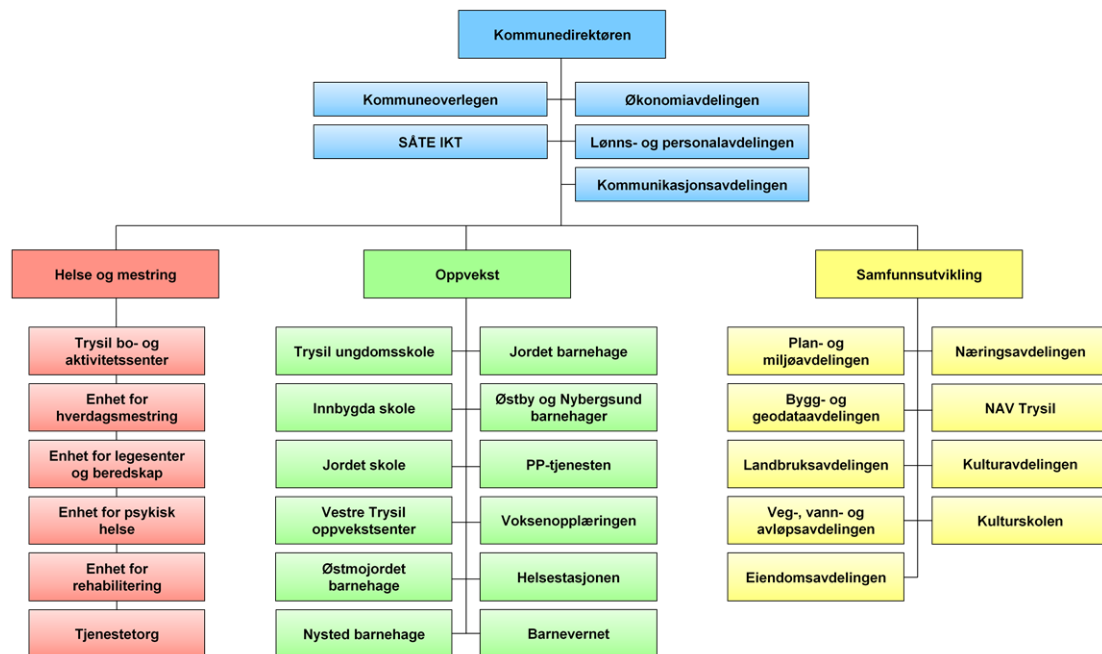 Kommunedirektøren
Kommuneoverlegen
Økonomiavdelingen
SÅTE IKT
Lønns- og personalavdelingen
Kommunikasjonsavdelingen
Helse og mestring
Trysil bo- og
aktivitetssenter
Enhet for
hverdagsmestring
Enhet for legesenter
og beredskap
Enhet for psykisk
helse
Enhet for
rehabilitering
Tjenestetorg
Oppvekst
Trysil ungdomsskole
Innbygda skole
Jordet skole
Vestre Trysil
oppvekstsenter
Østmojordet
barnehage
Nysted barnehage
Jordet barnehage
Østby og Nybergsund
barnehager
PP-tjenesten
Voksenopplæringen
Helsestasjonen
Barnevernet
Samfunnsutvikling
Plan- og
miljøavdelingen
Bygg- og
geodataavdelingen
Landbruksavdelingen
Veg-, vann- og
avløpsavdelingen
Eiendomsavdelingen
Næringsavdelingen
NAV Trysil
Kulturavdelingen
Kulturskolen